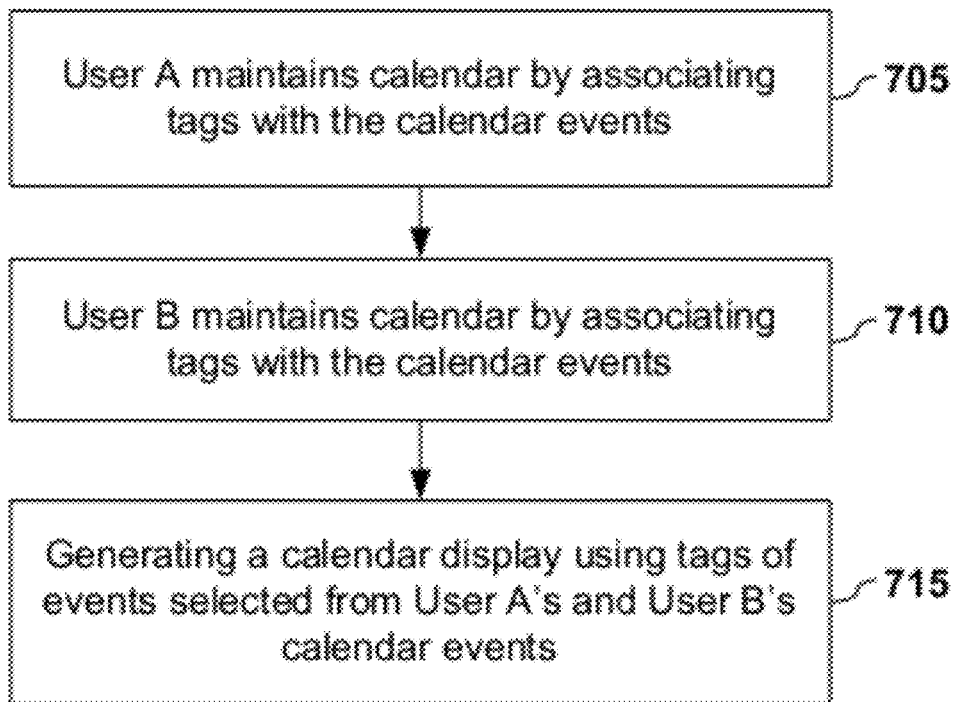 User A maintains calendar by associating
tags with the calendar events
705
User B maintains calendar by associating
tags with the calendar events
710
Generating a calendar display using tags of
events selected from User A's and User B's
calendar events
715